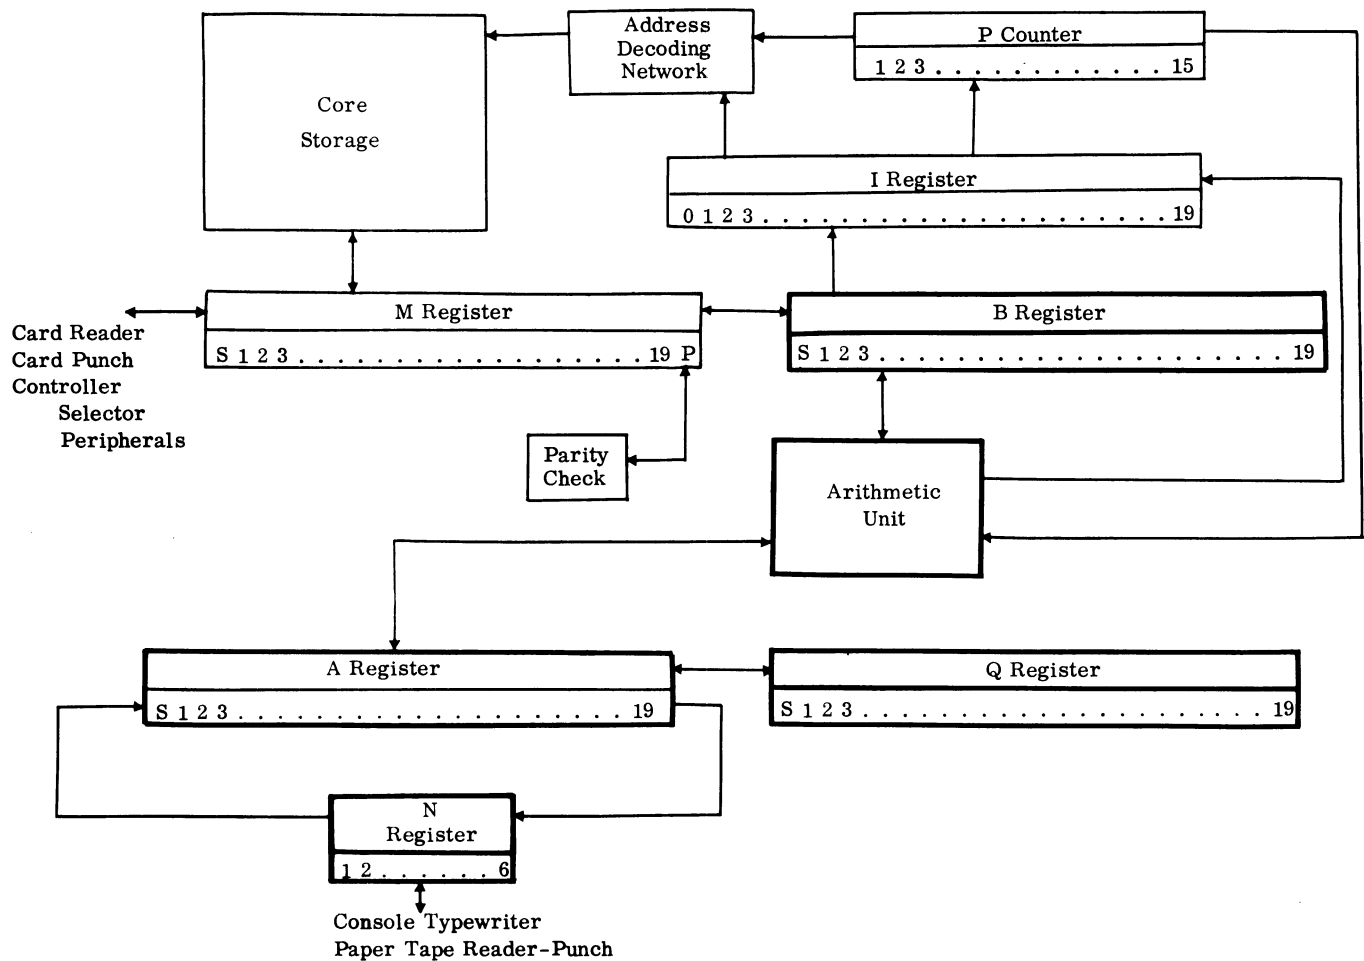 Core
Storage
Address
Decoding
Network
P Counter
1 2 3 . . . . . . . . . . . . 15
I Register
0 1 2 3 . . . . . . . . . . . . . . . . . . . . . 19
M Register
S 1 2 3 . . . . . . . . . . . . . . . . . . 19 P
B Register
S 1 2 3 . . . . . . . . . . . . . . . . . . . . . 19
Card Reader
Card Punch
Controller
Selector
Peripherals
Parity
Check
Arithmetic
Unit
A Register
S 1 2 3 . . . . . . . . . . . . . . . . . . . 19
Q Register
S 1 2 3 . . . . . . . . . . . . . . . . . . . . . 19
N
Register
1 2 . . . . . . 6
Console Typewriter
Paper Tape Reader-Punch